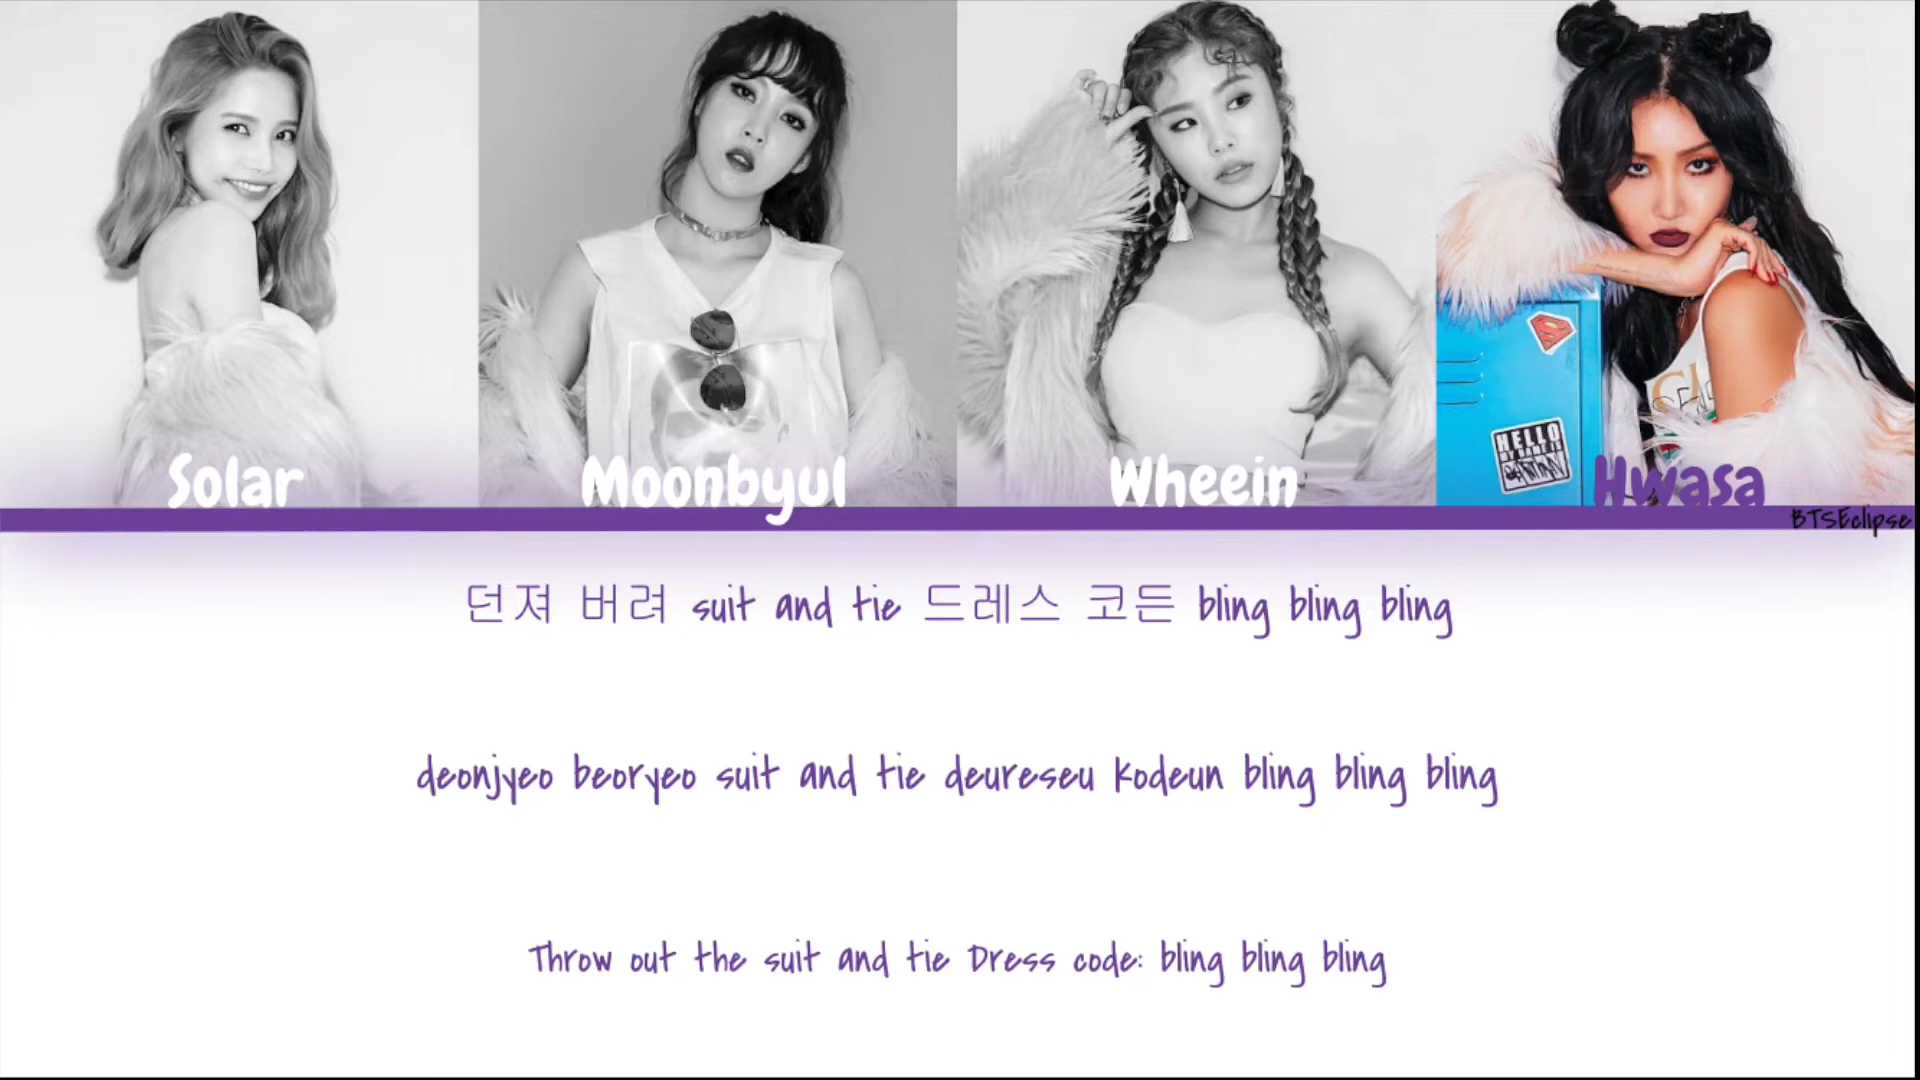 Solar
Moonbyul
Wheein
Hwasa
BTSEclipse
HELLO
던져 버려 suit and tie 드레스 코든 bling bling bling
deonjyeo beoryeo suit and tie deureseu kodeun bling bling bling
Throw out the suit and tie Dress code: bling bling bling